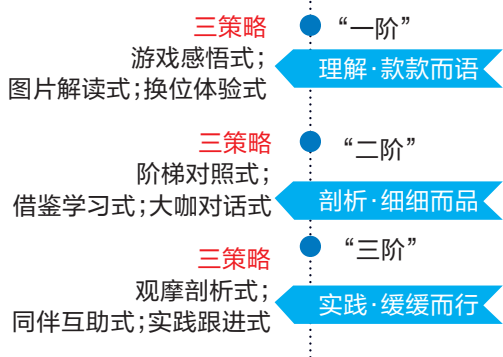 三策略
“一阶”
游戏感悟式；
图片解读式；换位体验式
理解·款款而语
三策略
“二阶”
阶梯对照式；
借鉴学习式；大咖对话式
剖析·细细而品
三策略
“三阶”
观摩剖析式；
同伴互助式；实践跟进式
实践·缓缓而行